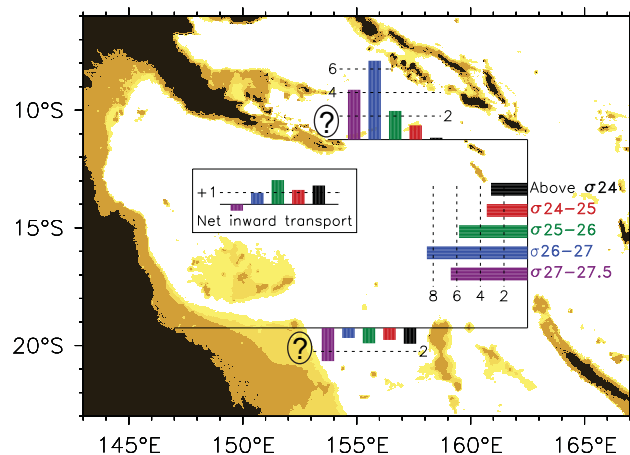 6
4
2
10°S
?
Above σ24
+1
σ24−25
Net inward transport
15°S
σ25−26
σ26−27
σ27−27.5
8 6 4 2
20°S
?
2
145°E 150°E 155°E 160°E 165°E